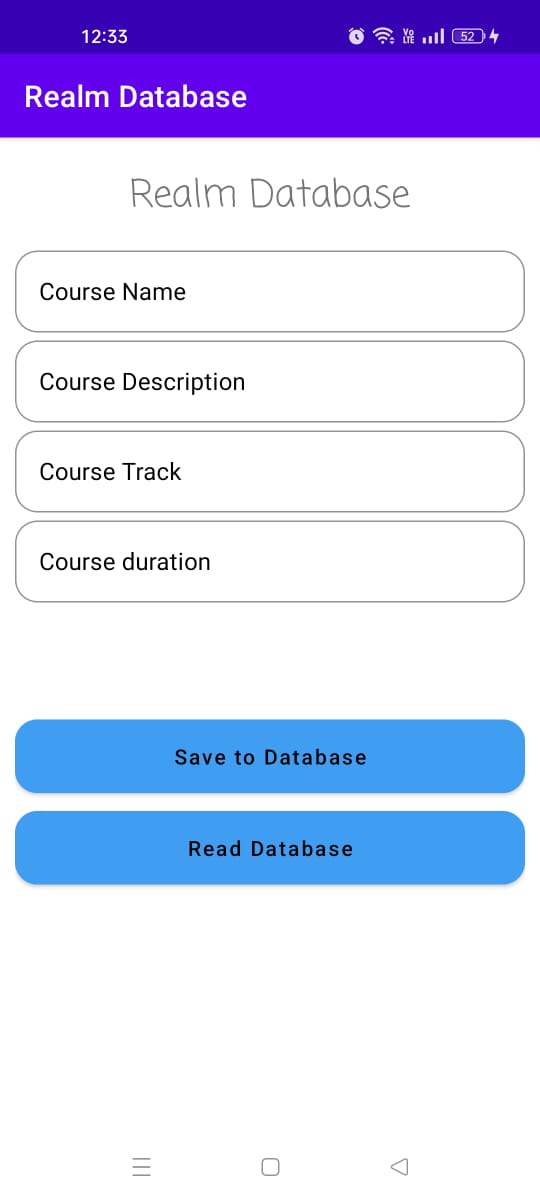 12:33
Vo LTE 52
Realm Database
Realm Database
Course Name
Course Description
Course Track
Course duration
Save to Database
Read Database